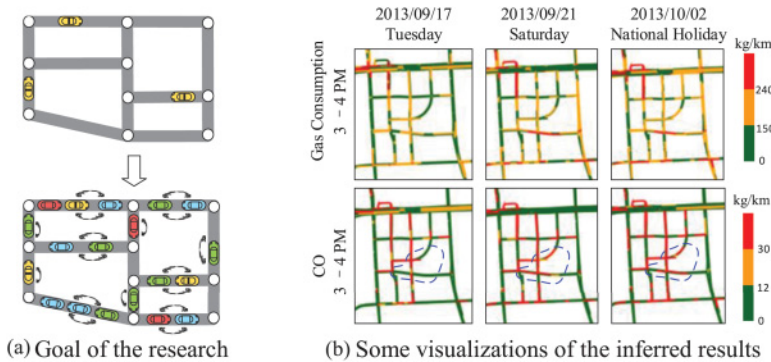 2013/09/17 2013/09/21 2013/10/02
Tuesday Saturday National Holiday
kg/km
Gas Consumption
3 – 4 PM
240
150
0
kg/km
CO
3 – 4 PM
30
12
0
(a) Goal of the research
(b) Some visualizations of the inferred results